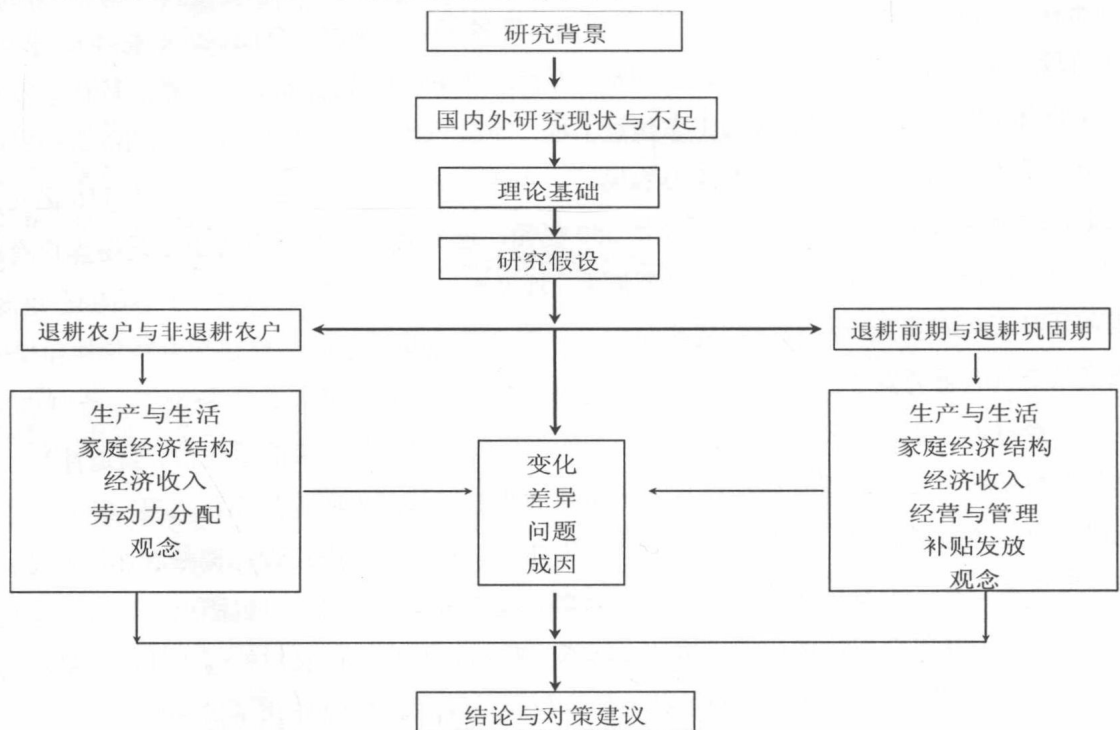 研究背景
国内外研究现状与不足
理论基础
研究假设
退耕农户与非退耕农户
退耕前期与退耕巩固期
生产与生活
家庭经济结构
经济收入
劳动力分配
观念
变化
差异
问题
成因
生产与生活
家庭经济结构
经济收入
经营与管理
补贴发放
观念
结论与对策建议